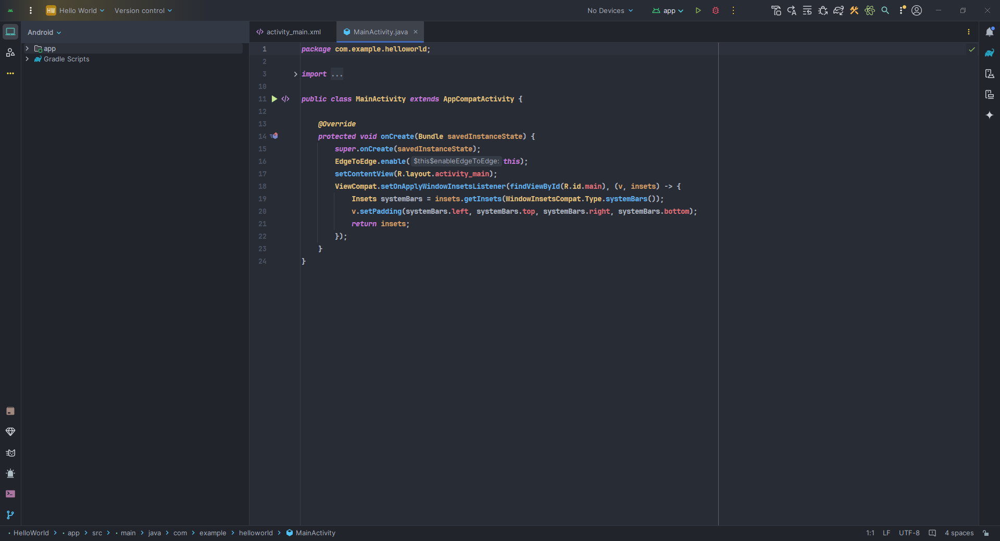 HW Hello World Version control No Devices app
Android activity_main.xml MainActivity.java
app
Gradle Scripts
1 package com.example.helloworld;
2
3 import ...
10
11 public class MainActivity extends AppCompatActivity {
12
13 @Override
14 protected void onCreate(Bundle savedInstanceState) {
15 super.onCreate(savedInstanceState);
16 EdgeToEdge.enable( $this$enableEdgeToEdge: this);
17 setContentView(R.layout.activity_main);
18 ViewCompat.setOnApplyWindowInsetsListener(findViewById(R.id.main), (v, insets) -> {
19 Insets systemBars = insets.getInsets(WindowInsetsCompat.Type.systemBars());
20 v.setPadding(systemBars.left, systemBars.top, systemBars.right, systemBars.bottom);
21 return insets;
22 });
23 }
24 }
HelloWorld > app > src > main > java > com > example > helloworld > MainActivity 1:1 LF UTF-8 4 spaces